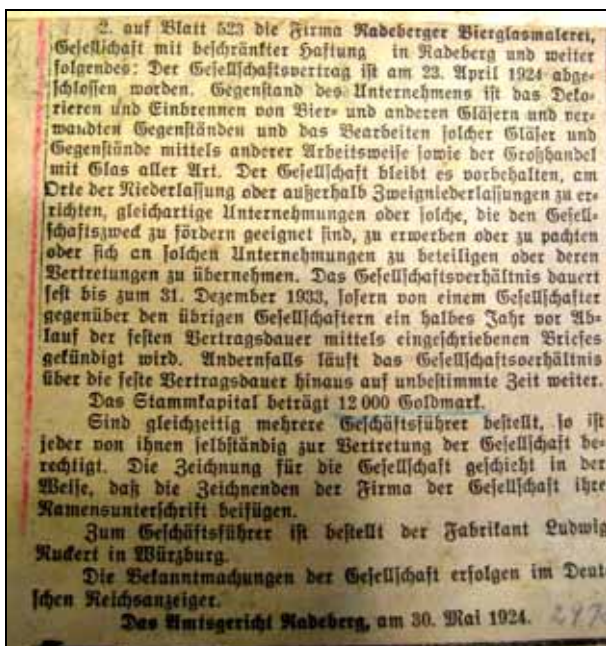 2. auf Blatt 523 die Firma Radeberger Bierglasmalerei,
Gesellschaft mit beschränkter Haftung in Radeberg und weiter
folgendes: Der Gesellschaftsvertrag ist am 23. April 1924 abge-
schlossen worden. Gegenstand des Unternehmens ist das Deko-
rieren und Einbrennen von Bier- und anderen Gläsern und ver-
wandten Gegenständen und das Bearbeiten solcher Gläser und
Gegenstände mittels anderer Arbeitsweise sowie der Großhandel
mit Glas aller Art. Der Gesellschaft bleibt es vorbehalten, am
Orte der Niederlassung oder außerhalb Zweigniederlassungen zu er-
richten, gleichartige Unternehmungen oder solche, die den Gesell-
schaftszweck zu fördern geeignet sind, zu erwerben oder zu pachten
oder sich an solchen Unternehmungen zu beteiligen oder deren
Vertretungen zu übernehmen. Das Gesellschaftsverhältnis dauert
fest bis zum 31. Dezember 1933, sofern von einem Gesellschafter
gegenüber den übrigen Gesellschaftern ein halbes Jahr vor Ab-
lauf der festen Vertragsdauer mittels eingeschriebenen Briefes
gekündigt wird. Andernfalls läuft das Gesellschaftsverhältnis
über die feste Vertragsdauer hinaus auf unbestimmte Zeit weiter.
Das Stammkapital beträgt 12 000 Goldmark.
Sind gleichzeitig mehrere Geschäftsführer bestellt, so ist
jeder von ihnen selbständig zur Vertretung der Gesellschaft be-
rechtigt. Die Zeichnung für die Gesellschaft geschieht in der
Weise, daß die Zeichnenden der Firma der Gesellschaft ihre
Namensunterschrift beifügen.
Zum Geschäftsführer ist bestellt der Fabrikant Ludwig
Ruckert in Würzburg.
Die Bekanntmachungen der Gesellschaft erfolgen im Deut-
schen Reichsanzeiger.
Das Amtsgericht Radeberg, am 30. Mai 1924.